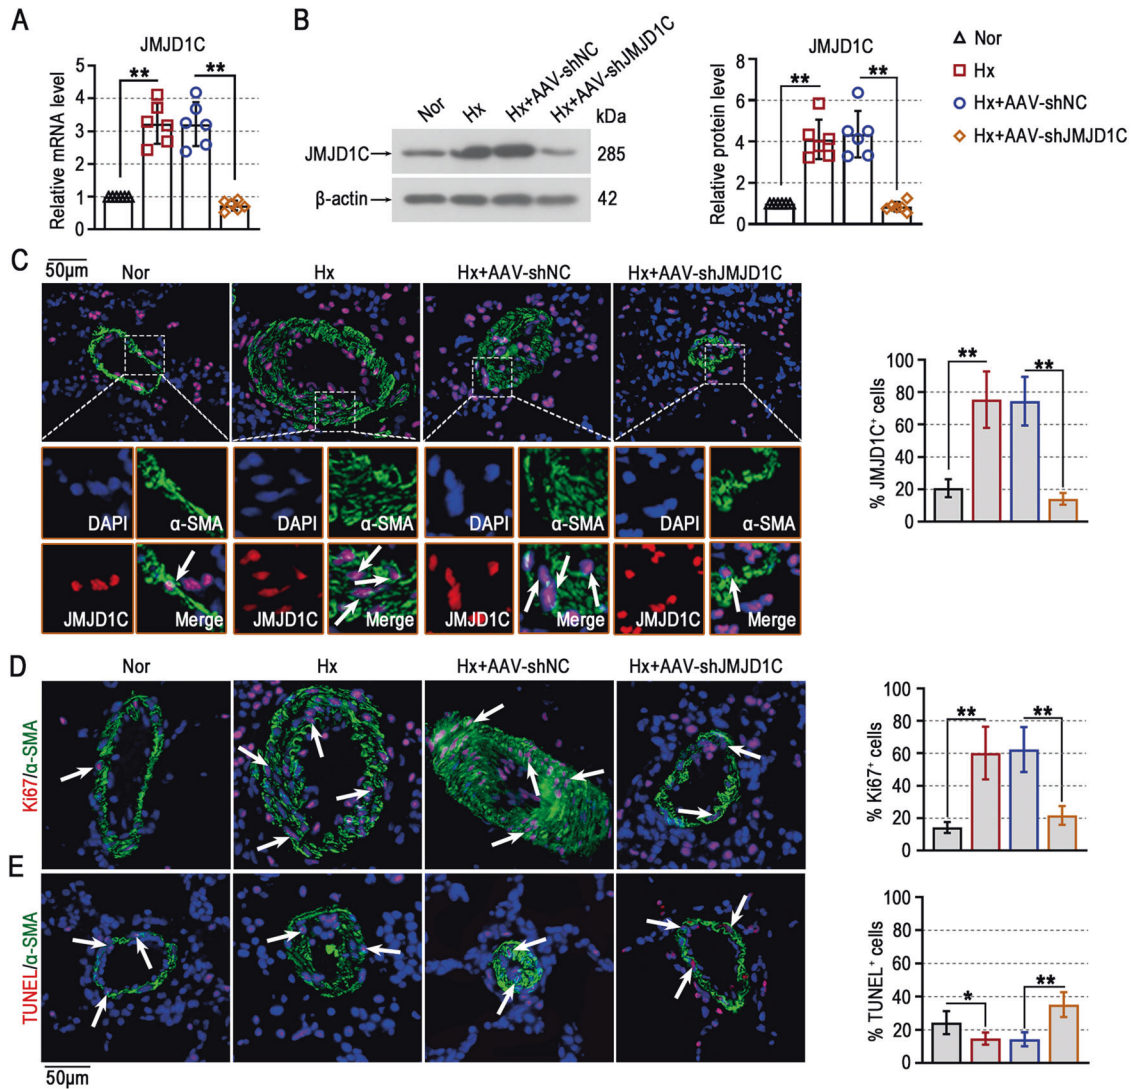 A
JMJD1C
Relative mRNA level
5
4
3
2
1
0
**
**
B
Nor
Hx
Hx+AAV-shNC
Hx+AAV-shJMJD1C
kDa
JMJD1C
285
β-actin
42
JMJD1C
Relative protein level
8
6
4
2
0
**
**
Nor
Hx
Hx+AAV-shNC
Hx+AAV-shJMJD1C
C
50μm
Nor
Hx
Hx+AAV-shNC
Hx+AAV-shJMJD1C
DAPI
α-SMA
DAPI
α-SMA
DAPI
α-SMA
DAPI
α-SMA
JMJD1C
Merge
JMJD1C
Merge
JMJD1C
Merge
JMJD1C
Merge
% JMJD1C⁺ cells
100
80
60
40
20
0
**
**
D
Nor
Hx
Hx+AAV-shNC
Hx+AAV-shJMJD1C
Ki67/α-SMA
% Ki67⁺ cells
100
80
60
40
20
0
**
**
E
TUNEL/α-SMA
50μm
% TUNEL⁺ cells
100
80
60
40
20
0
*
**